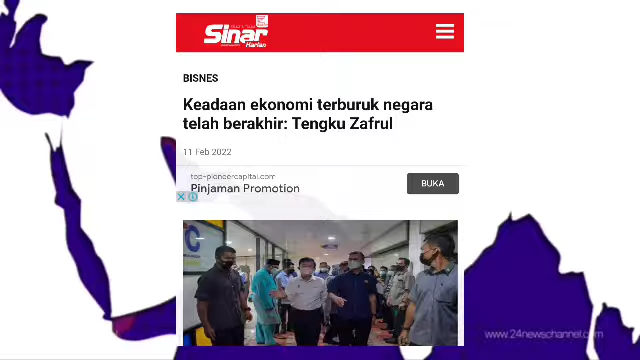 Sinar
Harian
BISNES
Keadaan ekonomi terburuk negara
telah berakhir: Tengku Zafrul
11 Feb 2022
top-pioneercapital.com
Pinjaman Promotion
BUKA
www.24newschannel.com